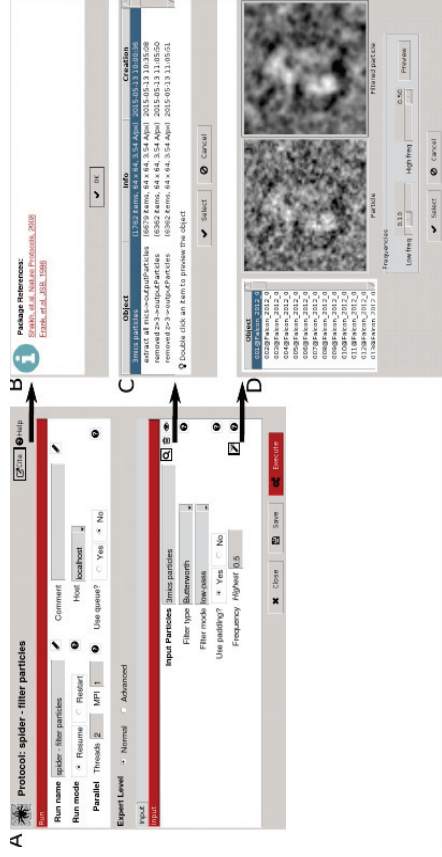 A
Protocol: spider - filter particles
Cite Help
Run
Run name spider - filter particles Comment
Run mode Resume Restart Host localhost
Parallel Threads 2 MPI 1 Use queue? Yes No
Expert Level Normal Advanced
Input
Input
Input Particles 3mics particles
Filter type Butterworth
Filter mode low-pass
Use padding? Yes No
Frequency Highest 0.5
Close Save Execute
B
Package References:
Shaikh, et al, Nature Protocols, 2008
Frank, et al, JSB, 1996
OK
C
Object Info Creation
3mics particles (1762 items, 64 x 64, 3.54 A/px) 2015-05-13 10:00:36
extract all mics->outputParticles (6679 items, 64 x 64, 3.54 A/px) 2015-05-13 10:35:08
removed z>3->outputParticles (6362 items, 64 x 64, 3.54 A/px) 2015-05-13 11:05:50
removed z>3->outputParticles (6362 items, 64 x 64, 3.54 A/px) 2015-05-13 11:05:51
Double click an item to preview the object
Select Cancel
D
Object
001@Falcon_2012_0
002@Falcon_2012_0
003@Falcon_2012_0
004@Falcon_2012_0
005@Falcon_2012_0
006@Falcon_2012_0
007@Falcon_2012_0
008@Falcon_2012_0
009@Falcon_2012_0
010@Falcon_2012_0
011@Falcon_2012_0
012@Falcon_2012_0
013@Falcon_2012_0
Particle Filtered particle
Frequencies
0.10 0.50
Low freq High freq Preview
Select Cancel